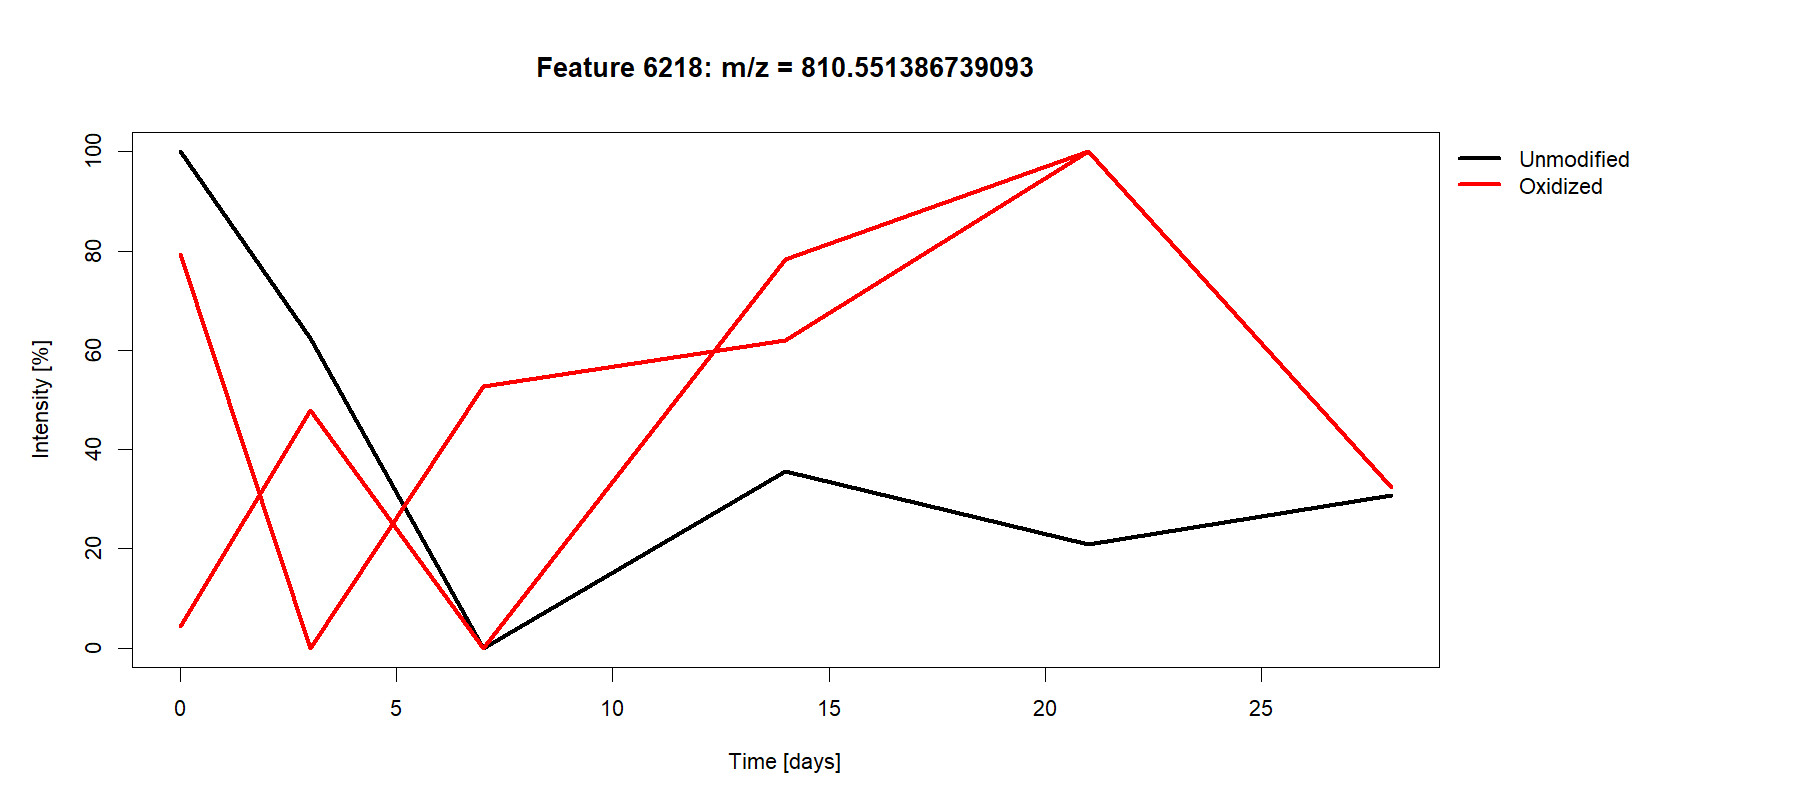 Feature 6218: m/z = 810.551386739093
Unmodified
Oxidized
Intensity [%]
100
80
60
40
20
0
0 5 10 15 20 25
Time [days]